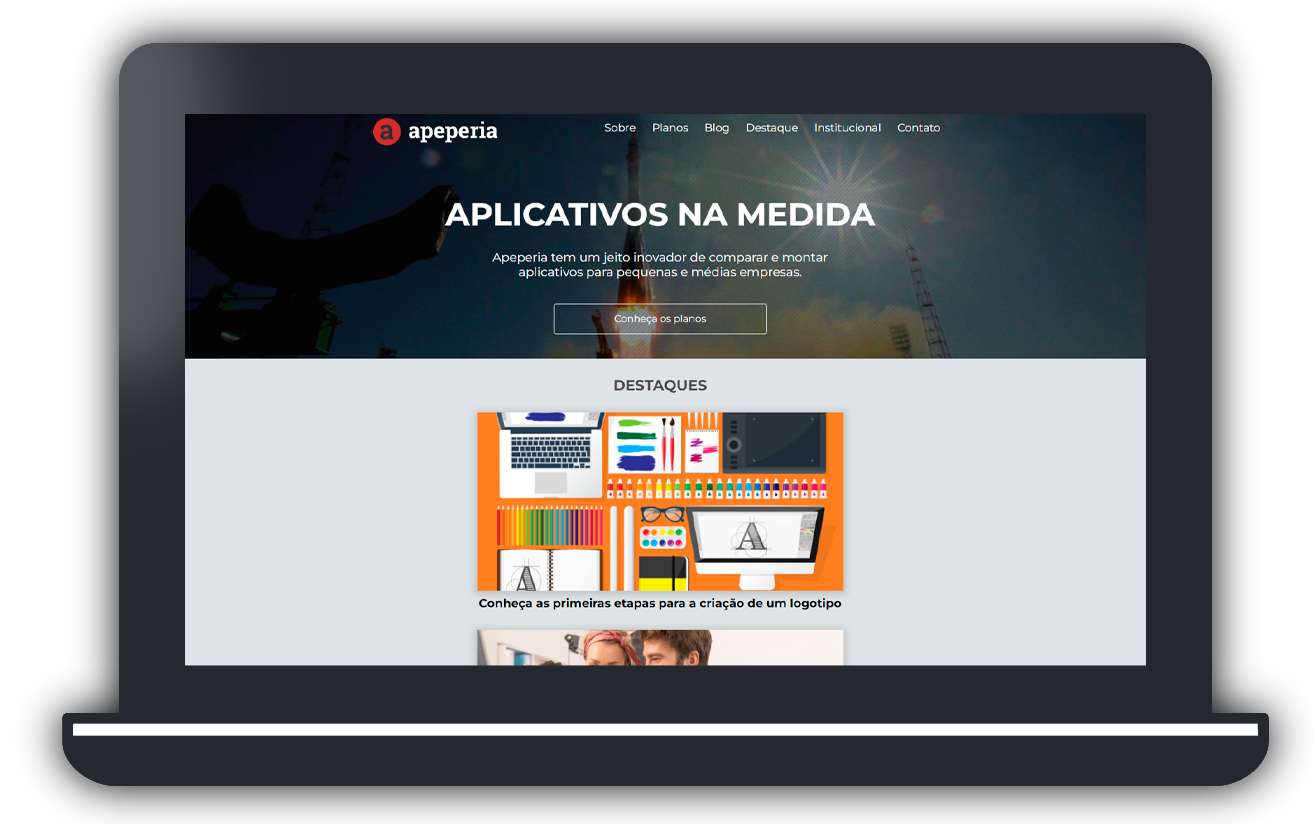 a apeperia
Sobre Planos Blog Destaque Institucional Contato
APLICATIVOS NA MEDIDA
Apeperia tem um jeito inovador de comparar e montar
aplicativos para pequenas e médias empresas.
Conheça os planos
DESTAQUES
A
A
Conheça as primeiras etapas para a criação de um logotipo